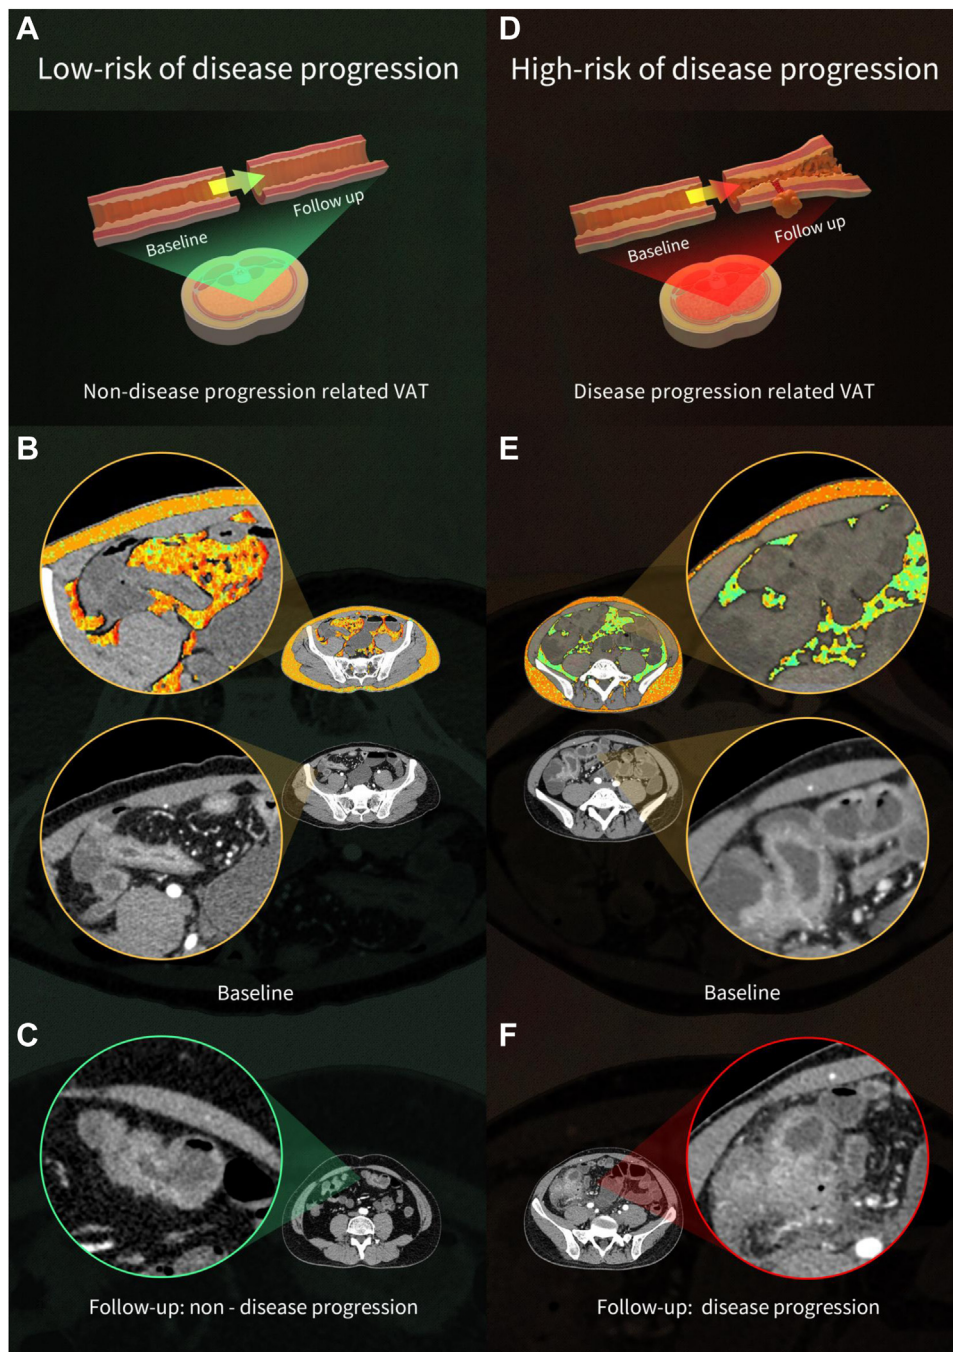 A
Low-risk of disease progression
Baseline
Follow up
Non-disease progression related VAT
B
Baseline
C
Follow-up: non - disease progression
D
High-risk of disease progression
Baseline
Follow up
Disease progression related VAT
E
Baseline
F
Follow-up: disease progression